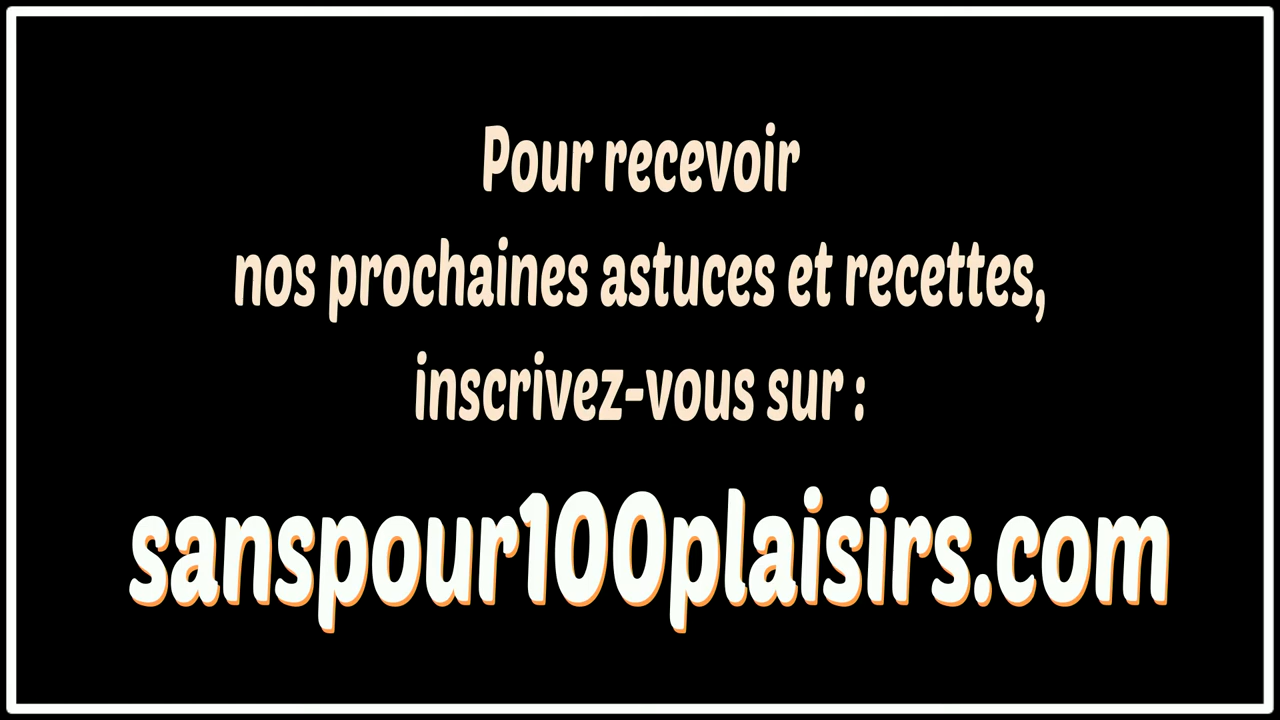 Pour recevoir
nos prochaines astuces et recettes,
inscrivez-vous sur :
sanspour100plaisirs.com